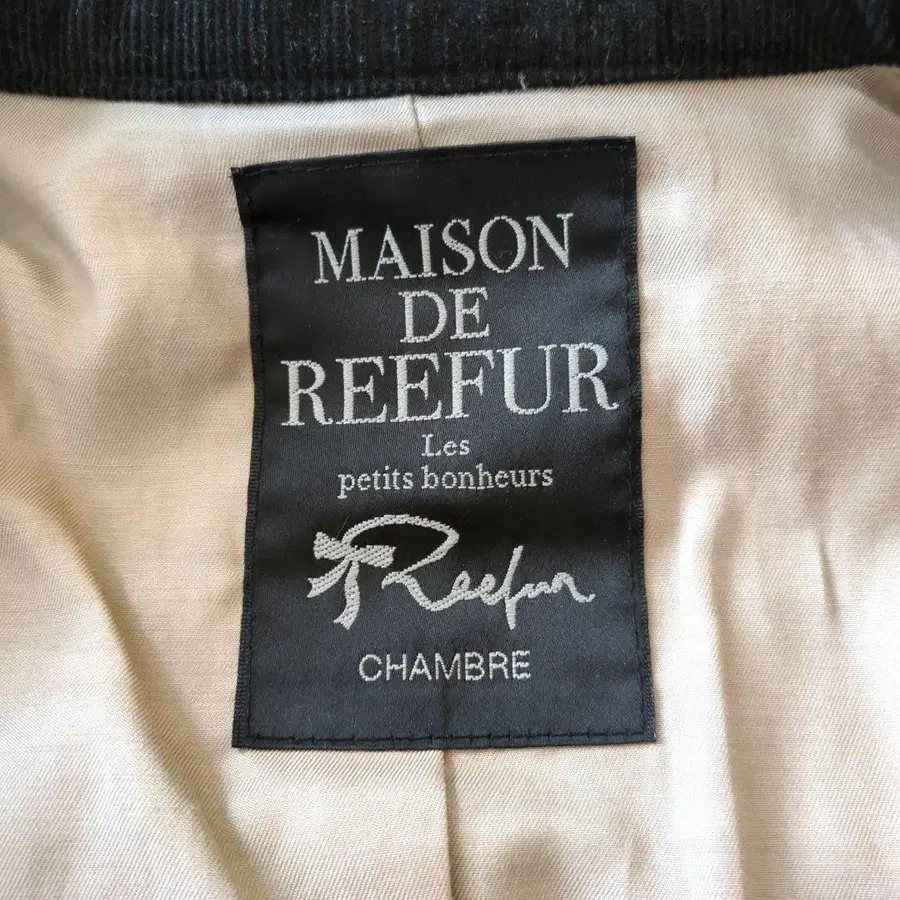 MAISON
DE
REEFUR
Les
petits bonheurs
Reefur
CHAMBRE